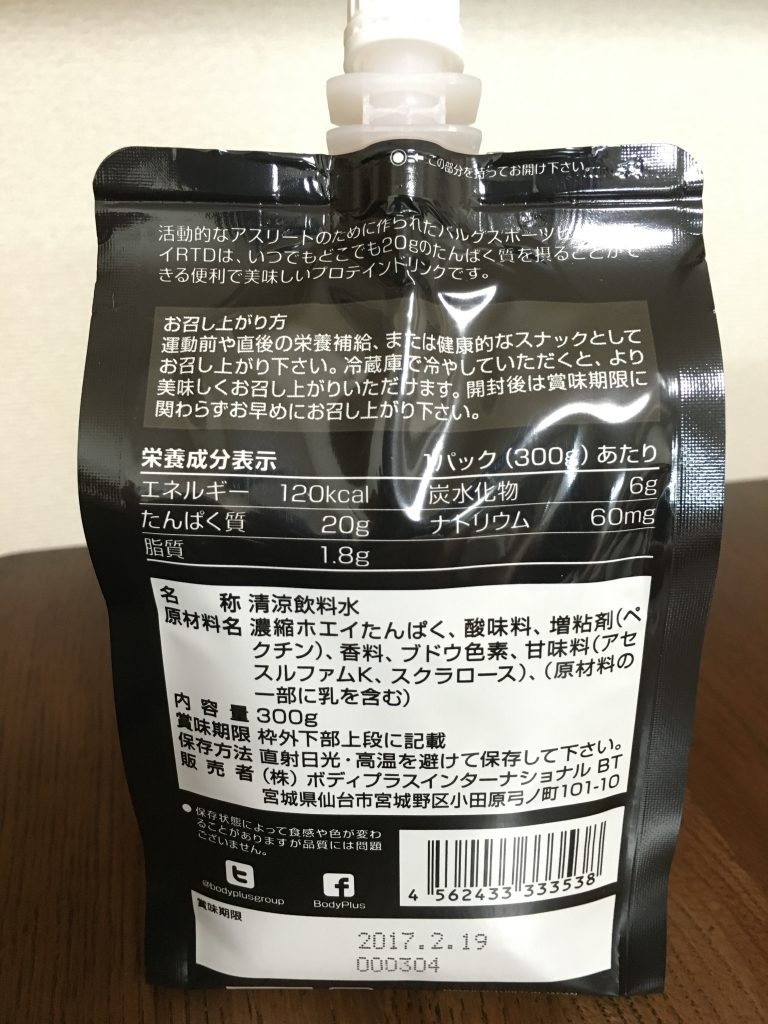 この部分を持ってお開け下さい。
活動的なアスリートのために作られたバルクスポーツ
イRTDは、いつでもどこでも20gのたんぱく質を摂ることがで
きる便利で美味しいプロテインドリンクです。
お召し上がり方
運動前や直後の栄養補給、または健康的なスナックとして
お召し上がり下さい。冷蔵庫で冷やしていただくと、より
美味しくお召し上がりいただけます。開封後は賞味期限に
関わらずお早めにお召し上がり下さい。
栄養成分表示 1パック(300g)あたり
エネルギー 120kcal 炭水化物 6g
たんぱく質 20g ナトリウム 60mg
脂質 1.8g
名称 清涼飲料水
原材料名 濃縮ホエイたんぱく、酸味料、増粘剤(ペ
クチン)、香料、ブドウ色素、甘味料(アセ
スルファムK、スクラロース)、(原材料の
一部に乳を含む)
内容量 300g
賞味期限 枠外下部上段に記載
保存方法 直射日光・高温を避けて保存して下さい。
販売者 (株)ボディプラスインターナショナル BT
宮城県仙台市宮城野区小田原弓ノ町101-10
●保存状態によって食感や色が変わ
ることがありますが品質には問題
ございません。
@bodyplusgroup
BodyPlus
4 562433 333538
賞味期限
2017.2.19
000304